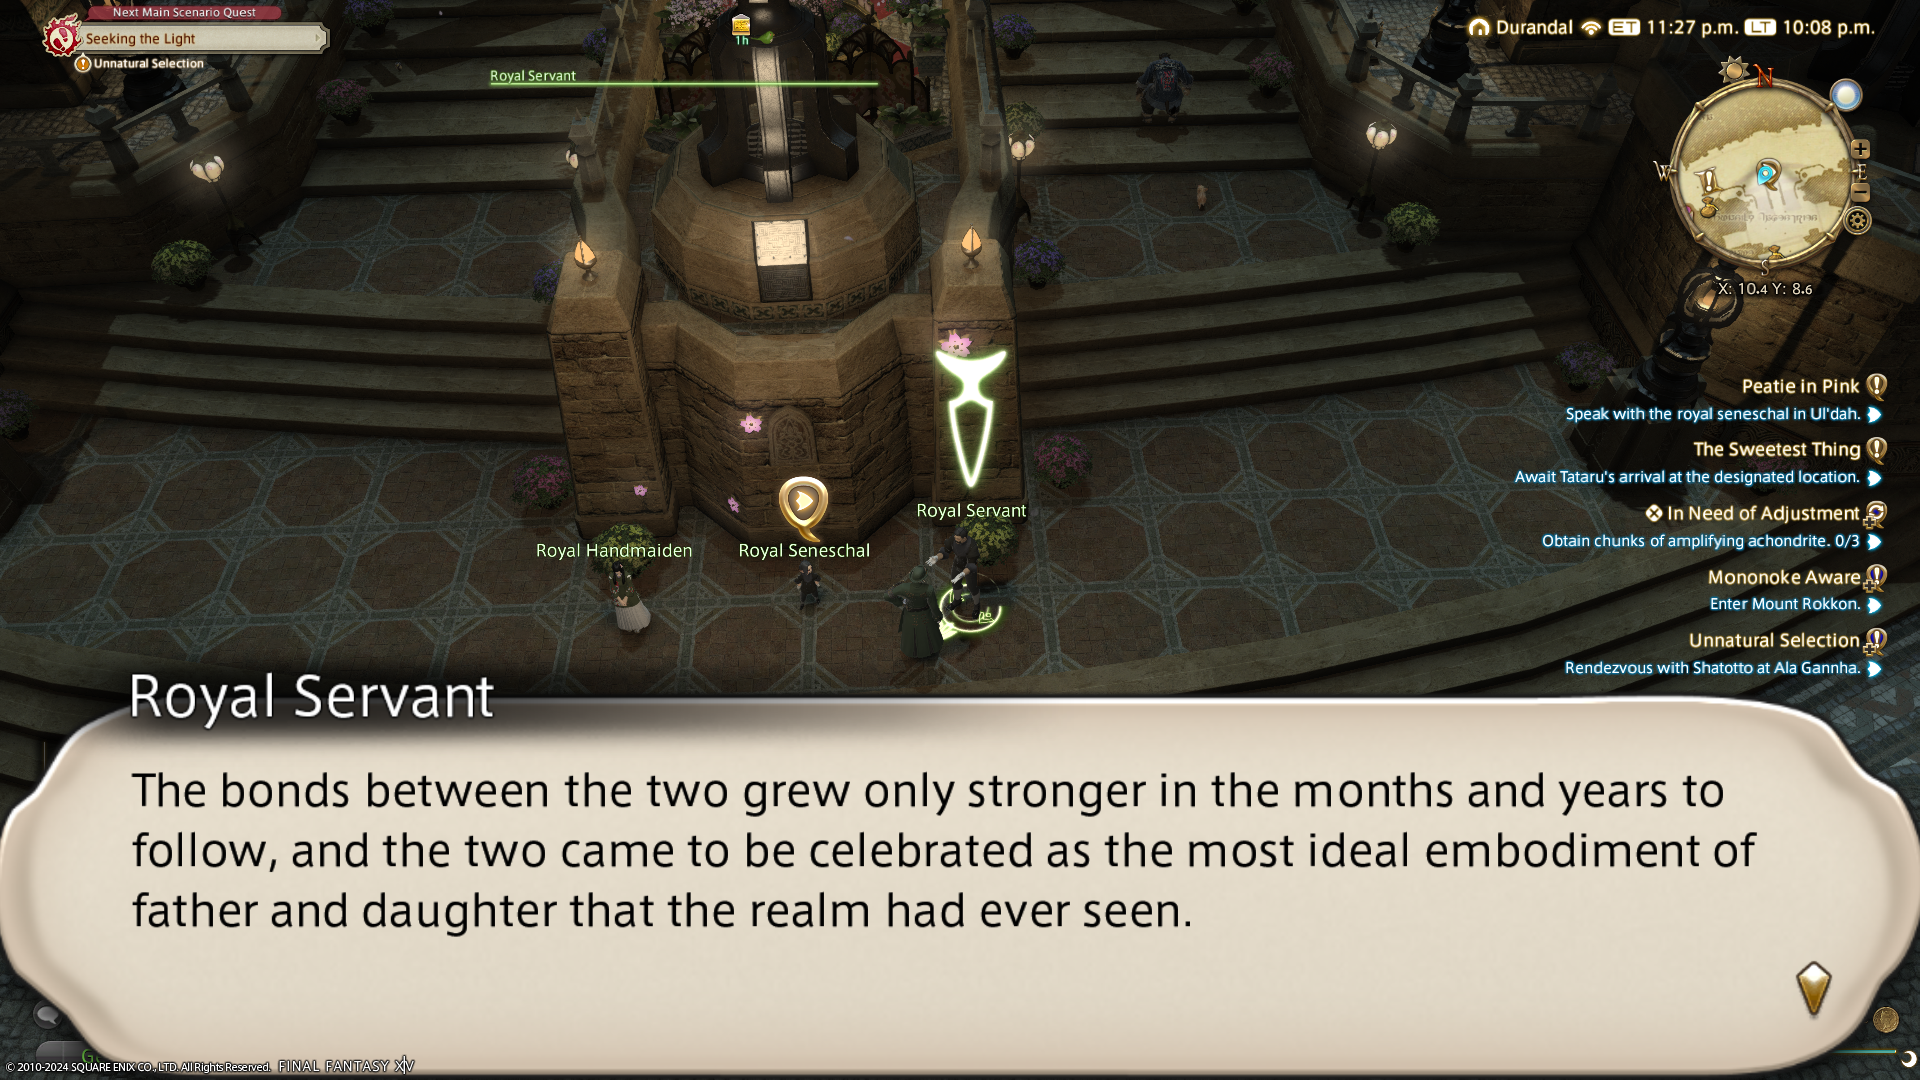 Next Main Scenario Quest
Seeking the Light
Unnatural Selection
1h
Royal Servant
Durandal ET 11:27 p.m. LT 10:08 p.m.
N
W
E
S
X: 10.4 Y: 8.6
Peatie in Pink
Speak with the royal seneschal in Ul'dah.
The Sweetest Thing
Await Tataru's arrival at the designated location.
In Need of Adjustment
Obtain chunks of amplifying achondrite. 0/3
Mononoke Aware
Enter Mount Rokkon.
Unnatural Selection
Rendezvous with Shatotto at Ala Gannha.
Royal Servant
Royal Handmaiden
Royal Seneschal
Royal Servant
The bonds between the two grew only stronger in the months and years to
follow, and the two came to be celebrated as the most ideal embodiment of
father and daughter that the realm had ever seen.
© 2010-2024 SQUARE ENIX CO., LTD. All Rights Reserved. FINAL FANTASY XIV